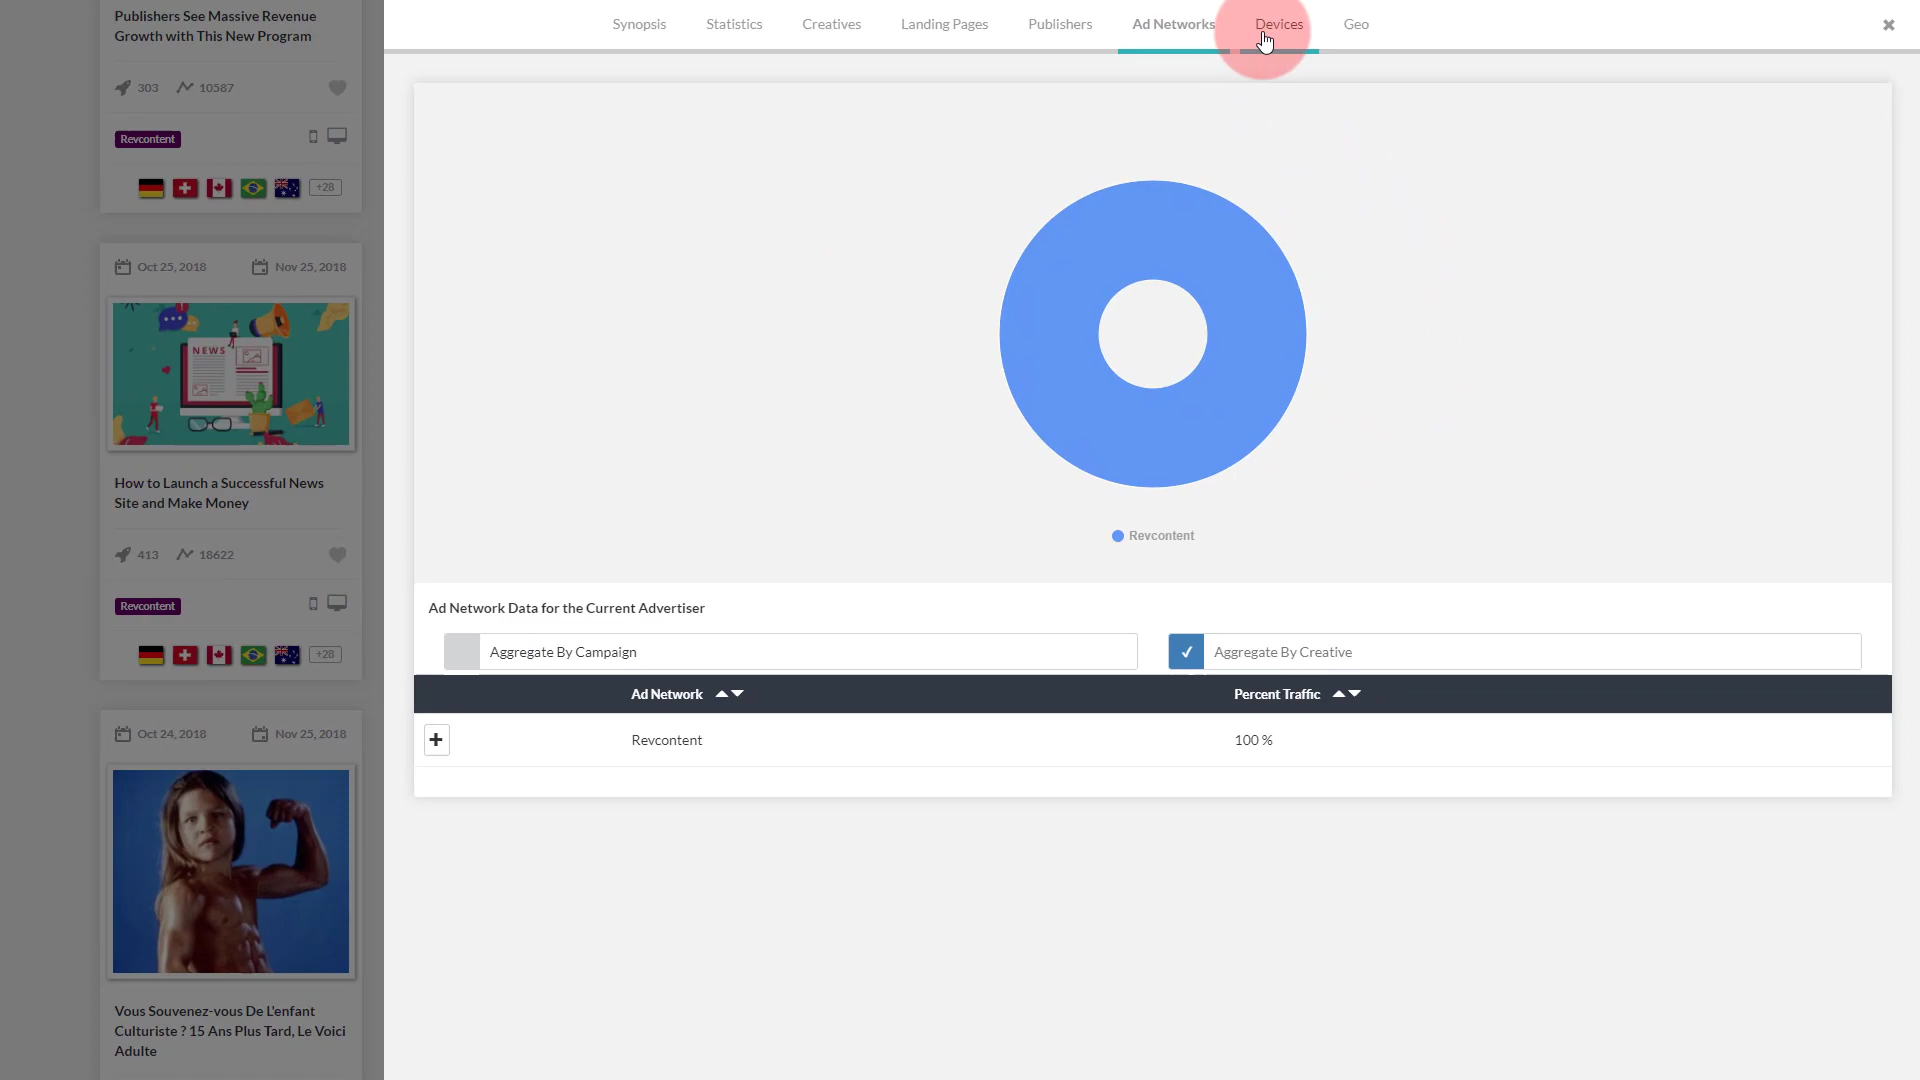 Synopsis
Statistics
Creatives
Landing Pages
Publishers
Ad Networks
Devices
Geo
Publishers See Massive Revenue
Growth with This New Program
303
10587
Revcontent
+28
Oct 25, 2018
Nov 25, 2018
NEWS
How to Launch a Successful News
Site and Make Money
413
18622
Revcontent
+28
Oct 24, 2018
Nov 25, 2018
Vous Souvenez-vous De L'enfant
Culturiste ? 15 Ans Plus Tard, Le Voici
Adulte
Revcontent
Ad Network Data for the Current Advertiser
Aggregate By Campaign
Aggregate By Creative
Ad Network
Percent Traffic
Revcontent
100 %